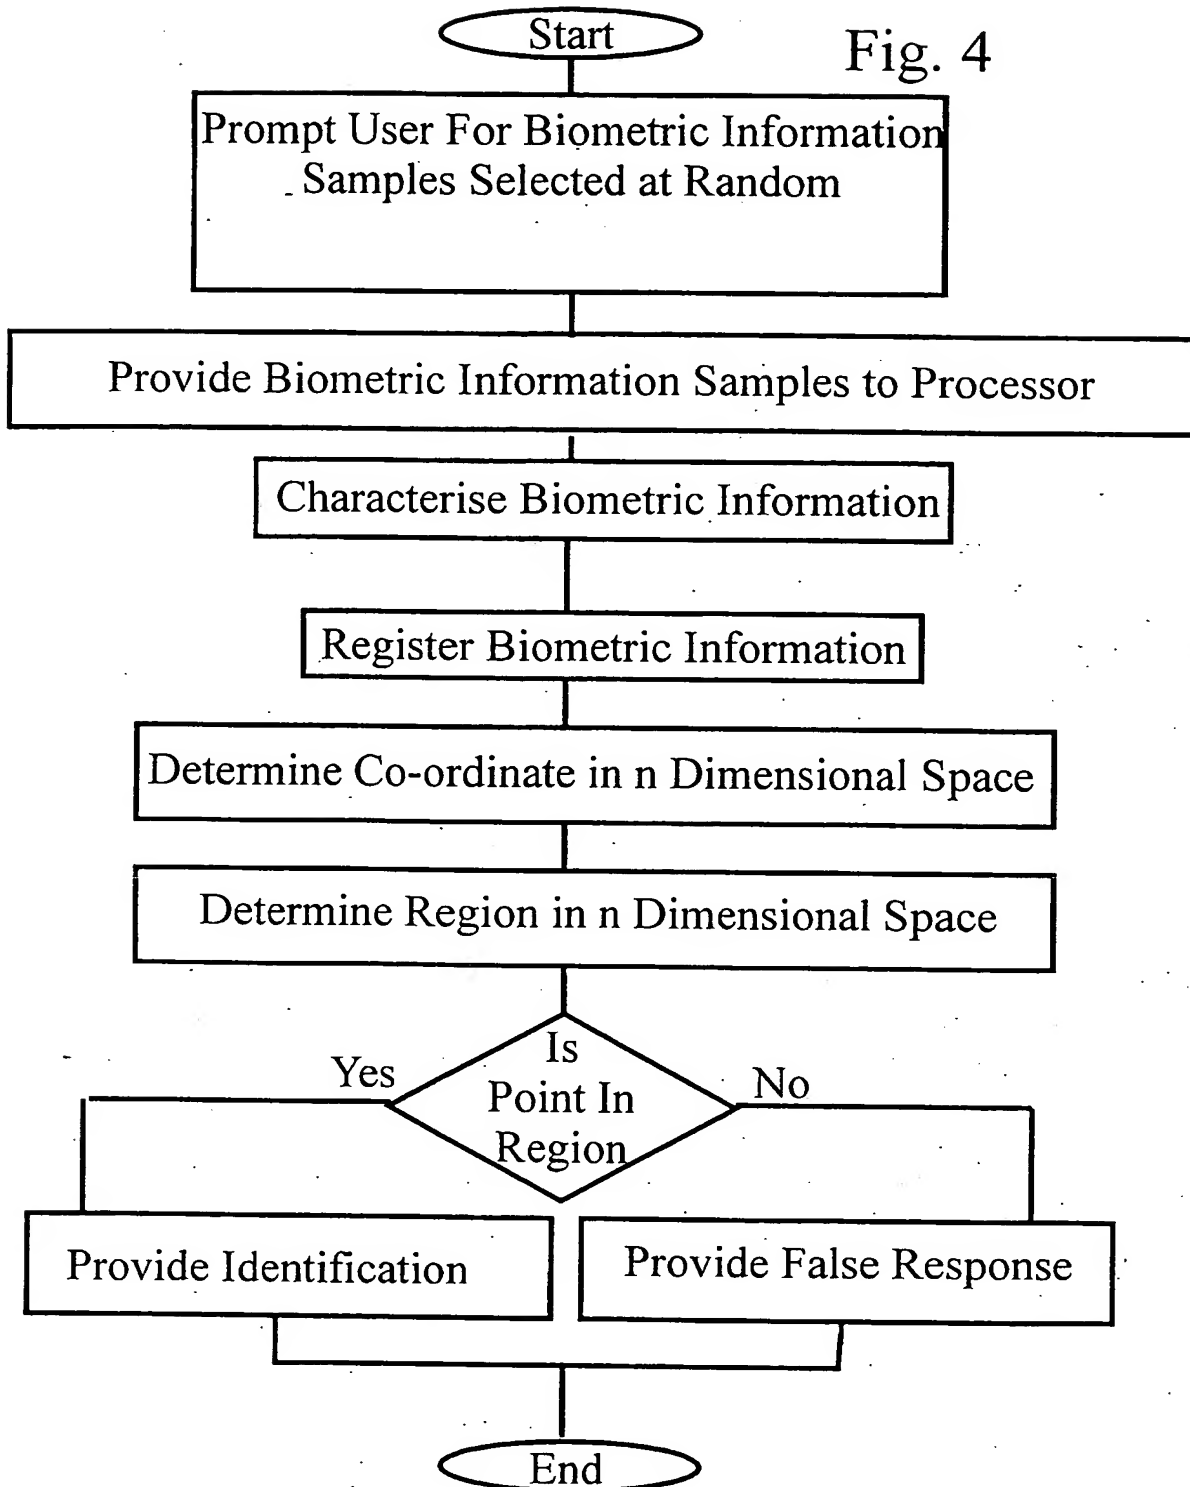 Start
Fig. 4
Prompt User For Biometric Information
Samples Selected at Random
Provide Biometric Information Samples to Processor
Characterise Biometric Information
Register Biometric Information
Determine Co-ordinate in n Dimensional Space
Determine Region in n Dimensional Space
Is
Point In
Region
Yes
No
Provide Identification
Provide False Response
End